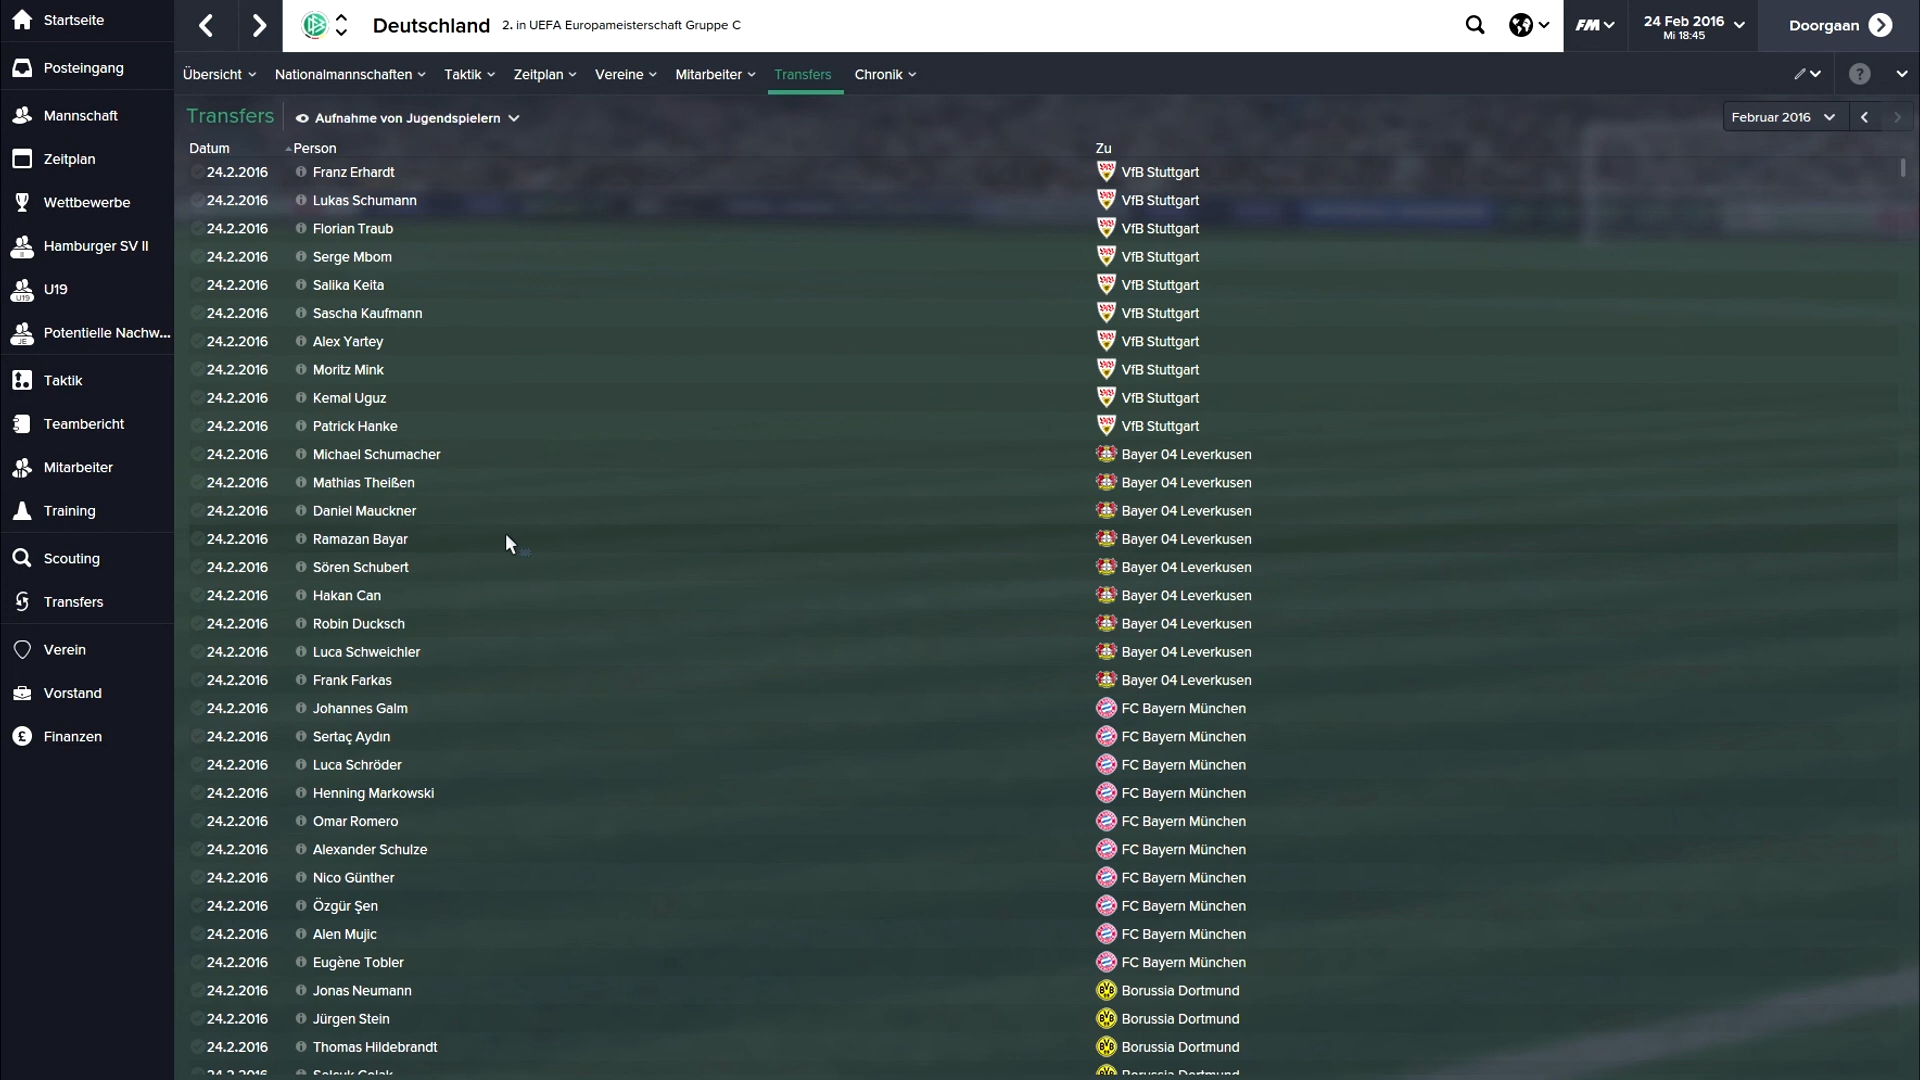 Startseite
Posteingang
Mannschaft
Zeitplan
Wettbewerbe
Hamburger SV II
U19
Potentielle Nachw...
Taktik
Teambericht
Mitarbeiter
Training
Scouting
Transfers
Verein
Vorstand
Finanzen
Deutschland 2. in UEFA Europameisterschaft Gruppe C
FM
24 Feb 2016
Mi 18:45
Doorgaan
Übersicht Nationalmannschaften Taktik Zeitplan Vereine Mitarbeiter Transfers Chronik
?
Transfers Aufnahme von Jugendspielern Februar 2016
Datum Person Zu
24.2.2016 Franz Erhardt VfB Stuttgart
24.2.2016 Lukas Schumann VfB Stuttgart
24.2.2016 Florian Traub VfB Stuttgart
24.2.2016 Serge Mbom VfB Stuttgart
24.2.2016 Salika Keita VfB Stuttgart
24.2.2016 Sascha Kaufmann VfB Stuttgart
24.2.2016 Alex Yartey VfB Stuttgart
24.2.2016 Moritz Mink VfB Stuttgart
24.2.2016 Kemal Uguz VfB Stuttgart
24.2.2016 Patrick Hanke VfB Stuttgart
24.2.2016 Michael Schumacher Bayer 04 Leverkusen
24.2.2016 Mathias Theißen Bayer 04 Leverkusen
24.2.2016 Daniel Mauckner Bayer 04 Leverkusen
24.2.2016 Ramazan Bayar Bayer 04 Leverkusen
24.2.2016 Sören Schubert Bayer 04 Leverkusen
24.2.2016 Hakan Can Bayer 04 Leverkusen
24.2.2016 Robin Ducksch Bayer 04 Leverkusen
24.2.2016 Luca Schweichler Bayer 04 Leverkusen
24.2.2016 Frank Farkas Bayer 04 Leverkusen
24.2.2016 Johannes Galm FC Bayern München
24.2.2016 Sertaç Aydın FC Bayern München
24.2.2016 Luca Schröder FC Bayern München
24.2.2016 Henning Markowski FC Bayern München
24.2.2016 Omar Romero FC Bayern München
24.2.2016 Alexander Schulze FC Bayern München
24.2.2016 Nico Günther FC Bayern München
24.2.2016 Özgür Şen FC Bayern München
24.2.2016 Alen Mujic FC Bayern München
24.2.2016 Eugène Tobler FC Bayern München
24.2.2016 Jonas Neumann Borussia Dortmund
24.2.2016 Jürgen Stein Borussia Dortmund
24.2.2016 Thomas Hildebrandt Borussia Dortmund
24.2.2016 Borussia Dortmund